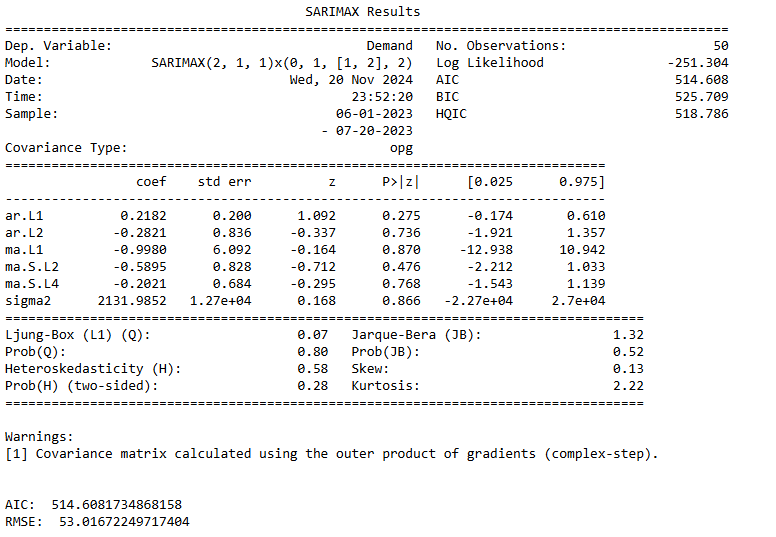 SARIMAX Results
==============================================================================================
Dep. Variable:                                 Demand   No. Observations:                   50
Model:             SARIMAX(2, 1, 1)x(0, 1, [1, 2], 2)   Log Likelihood                -251.304
Date:                                Wed, 20 Nov 2024   AIC                            514.608
Time:                                        23:52:20   BIC                            525.709
Sample:                                    06-01-2023   HQIC                           518.786
                                         - 07-20-2023
Covariance Type:                                  opg
==============================================================================
                 coef    std err          z      P>|z|      [0.025      0.975]
------------------------------------------------------------------------------
ar.L1          0.2182      0.200      1.092      0.275      -0.174       0.610
ar.L2         -0.2821      0.836     -0.337      0.736      -1.921       1.357
ma.L1         -0.9980      6.092     -0.164      0.870     -12.938      10.942
ma.S.L2       -0.5895      0.828     -0.712      0.476      -2.212       1.033
ma.S.L4       -0.2021      0.684     -0.295      0.768      -1.543       1.139
sigma2      2131.9852   1.27e+04      0.168      0.866   -2.27e+04     2.7e+04
===================================================================================
Ljung-Box (L1) (Q):                   0.07   Jarque-Bera (JB):                 1.32
Prob(Q):                              0.80   Prob(JB):                         0.52
Heteroskedasticity (H):               0.58   Skew:                             0.13
Prob(H) (two-sided):                  0.28   Kurtosis:                         2.22
===================================================================================
Warnings:
[1] Covariance matrix calculated using the outer product of gradients (complex-step).
AIC:  514.6081734868158
RMSE:  53.01672249717404